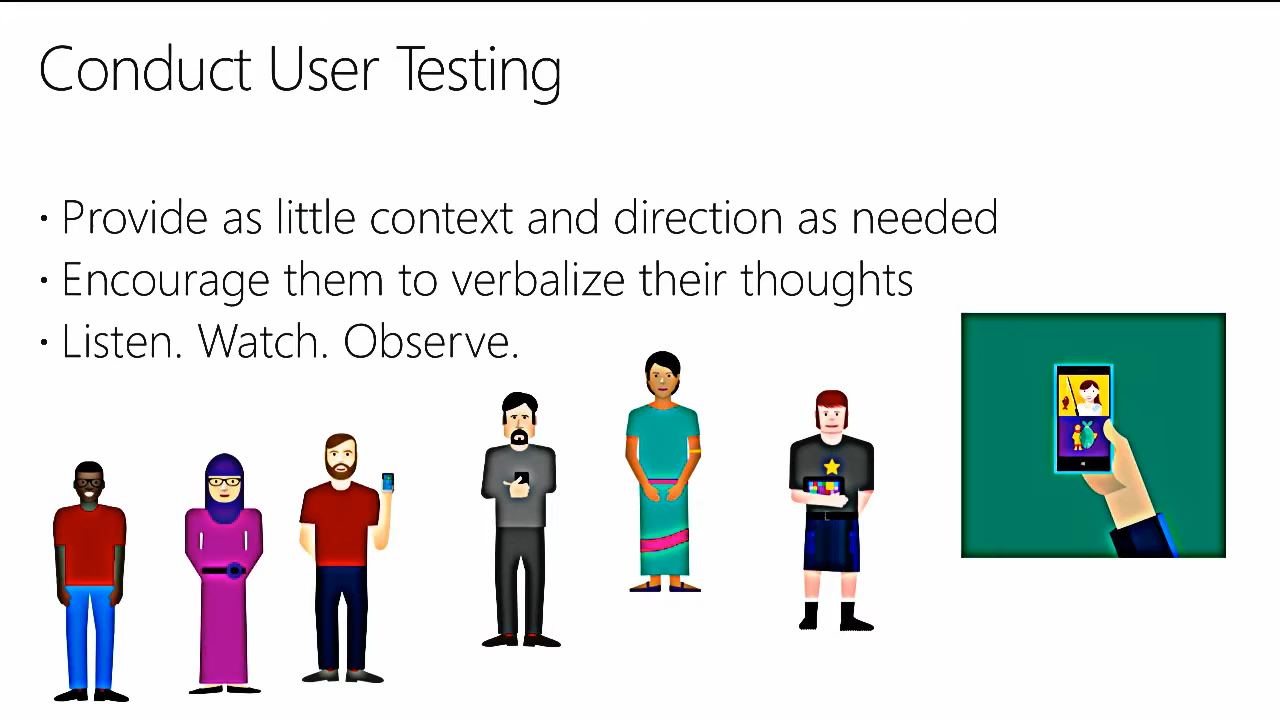 Conduct User Testing
· Provide as little context and direction as needed
· Encourage them to verbalize their thoughts
· Listen. Watch. Observe.